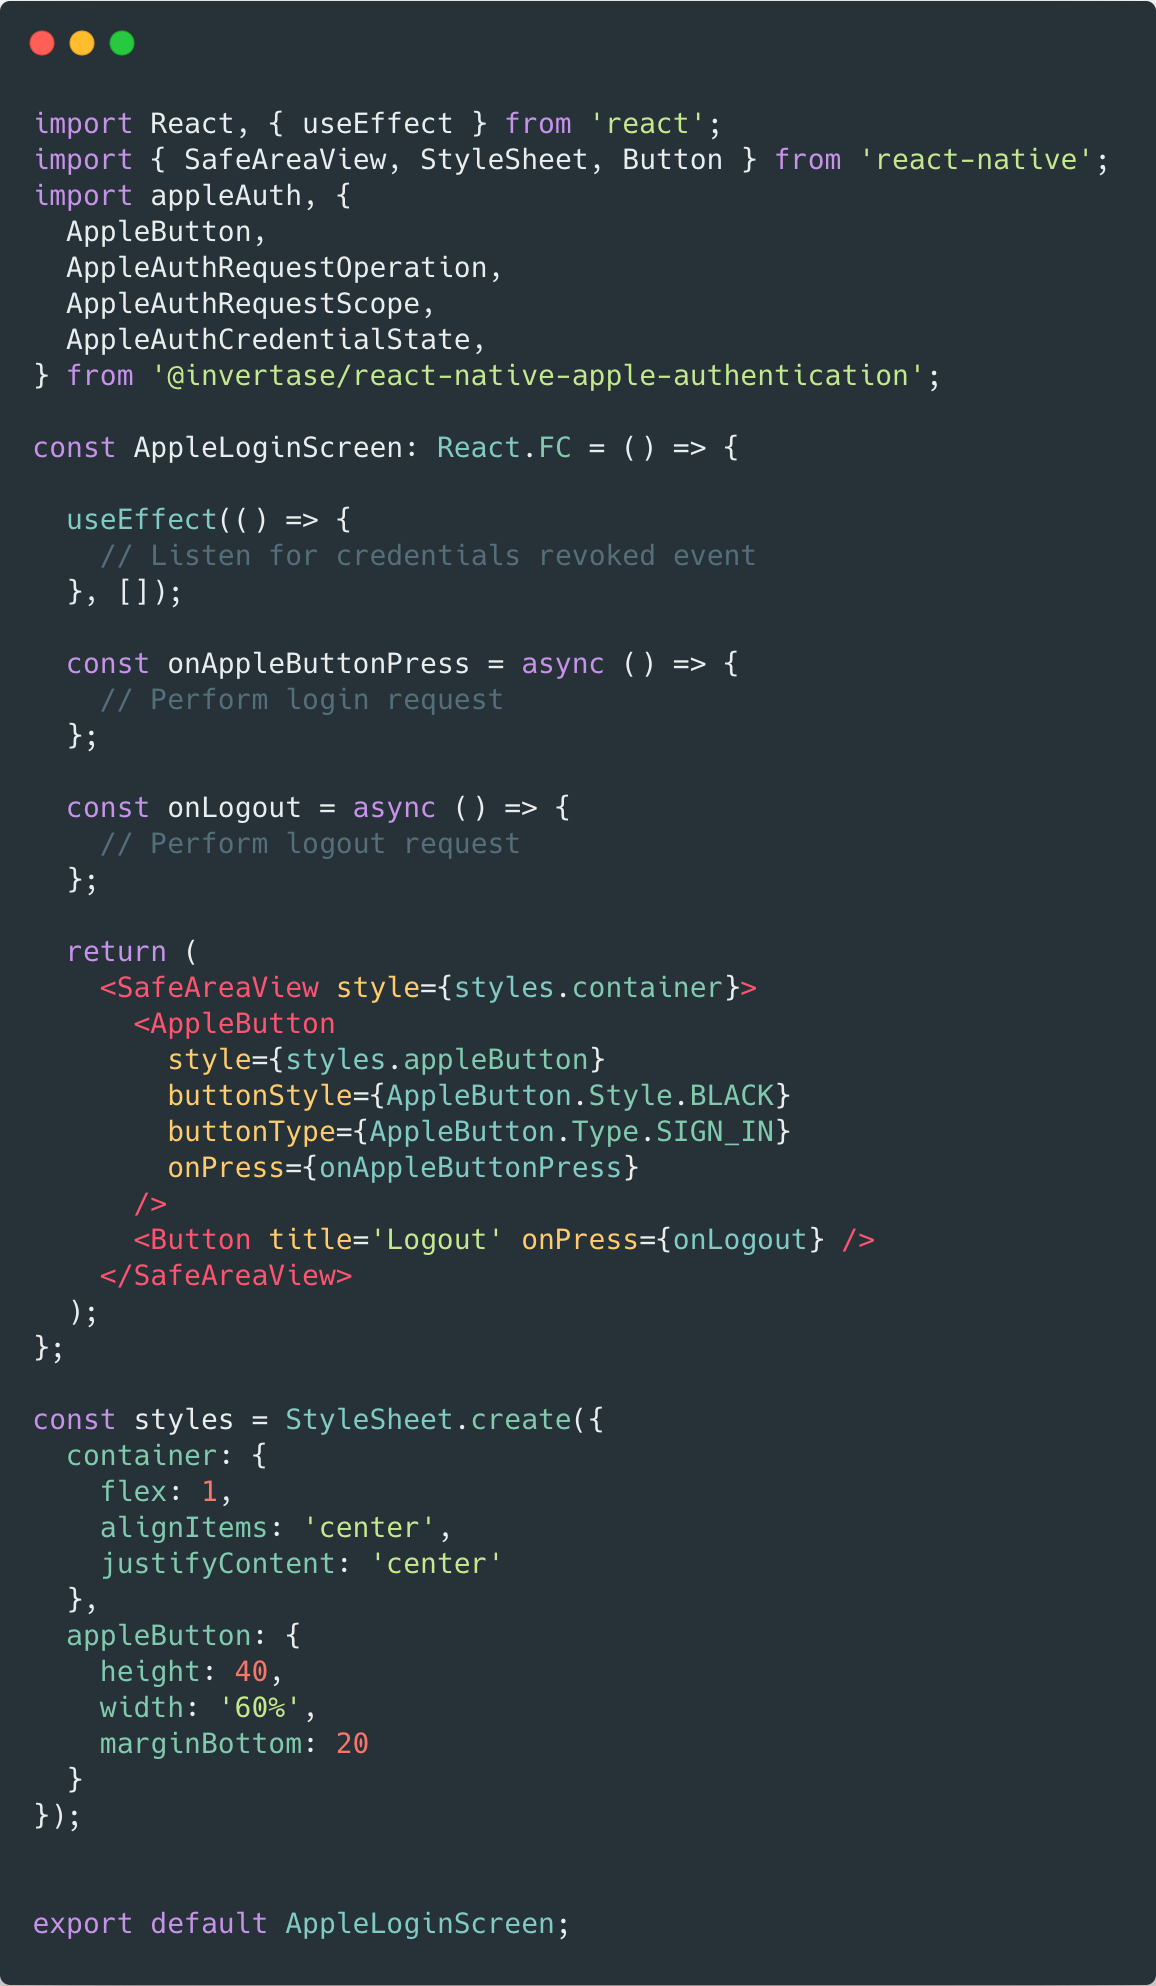 import React, { useEffect } from 'react';
import { SafeAreaView, StyleSheet, Button } from 'react-native';
import appleAuth, {
  AppleButton,
  AppleAuthRequestOperation,
  AppleAuthRequestScope,
  AppleAuthCredentialState,
} from '@invertase/react-native-apple-authentication';

const AppleLoginScreen: React.FC = () => {

  useEffect(() => {
    // Listen for credentials revoked event
  }, []);

  const onAppleButtonPress = async () => {
    // Perform login request
  };

  const onLogout = async () => {
    // Perform logout request
  };

  return (
    <SafeAreaView style={styles.container}>
      <AppleButton
        style={styles.appleButton}
        buttonStyle={AppleButton.Style.BLACK}
        buttonType={AppleButton.Type.SIGN_IN}
        onPress={onAppleButtonPress}
      />
      <Button title='Logout' onPress={onLogout} />
    </SafeAreaView>
  );
};

const styles = StyleSheet.create({
  container: {
    flex: 1,
    alignItems: 'center',
    justifyContent: 'center'
  },
  appleButton: {
    height: 40,
    width: '60%',
    marginBottom: 20
  }
});


export default AppleLoginScreen;